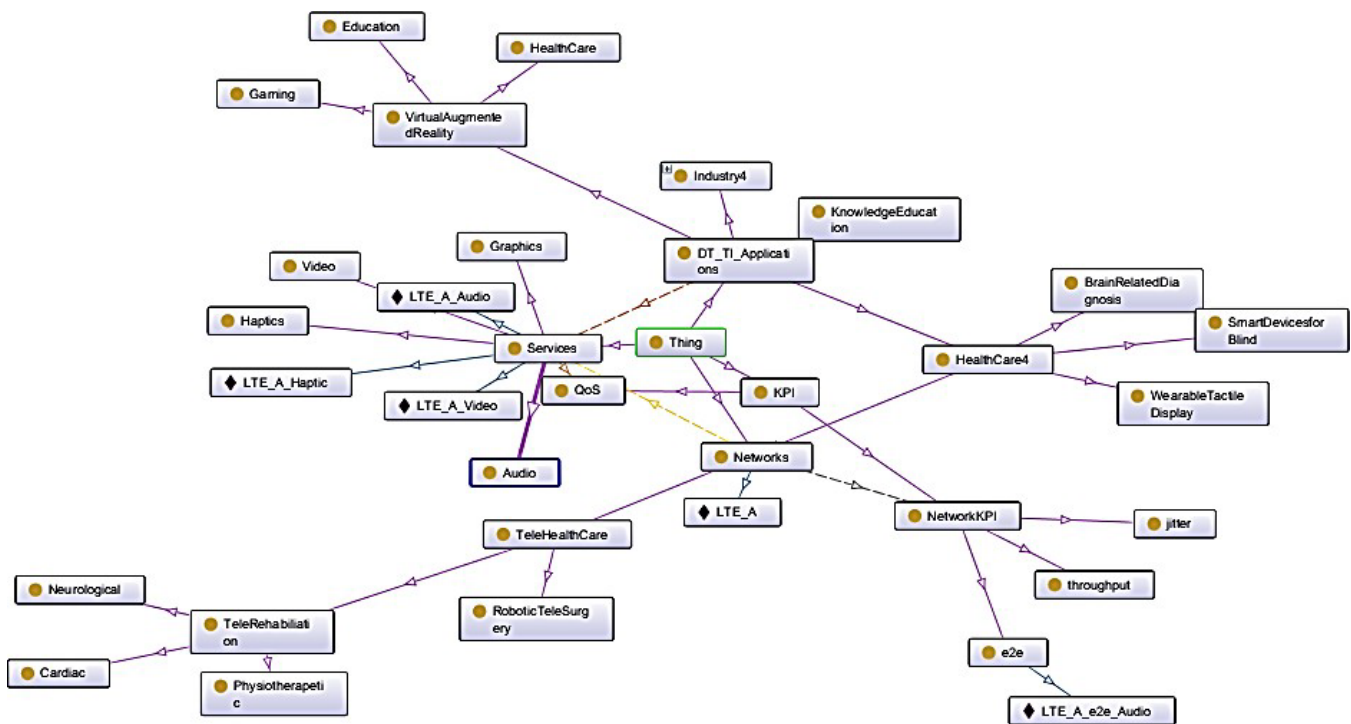 Education
HealthCare
Gaming
VirtualAugmente
dReality
Industry4
KnowledgeEducat
ion
Graphics
DT_TI_Applicati
ons
Video
BrainRelatedDia
gnosis
LTE_A_Audio
Haptics
SmartDevicesfor
Blind
Services
Thing
HealthCare4
LTE_A_Haptic
QoS
KPI
LTE_A_Video
WearableTactile
Display
Networks
Audio
LTE_A
NetworkKPI
jitter
TeleHealthCare
throughput
Neurological
RoboticTeleSurg
ery
TeleRehabiliati
on
e2e
Cardiac
Physiotherapeti
c
LTE_A_e2e_Audio